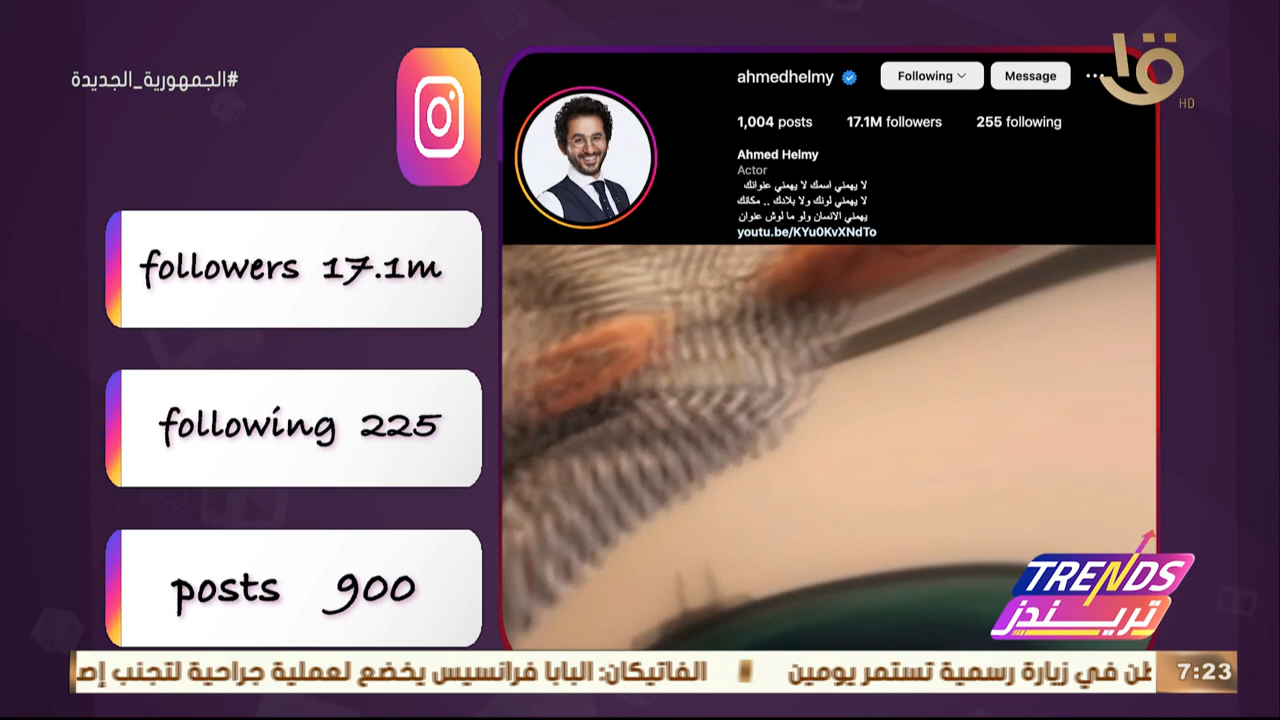 #الجمهورية_الجديدة
ahmedhelmy
Following
Message
HD
1,004 posts 17.1M followers 255 following
Ahmed Helmy
Actor
لا يهمني اسمك لا يهمني عنوانك
لا يهمني لونك ولا بلادك .. مكانك
يهمني الانسان ولو ما لوش عنوان
youtu.be/KYu0KvXNdTo
followers 17.1m
following 225
posts 900
TRENDS
تريندز
طن في زيارة رسمية تستمر يومين الفاتيكان: البابا فرانسيس يخضع لعملية جراحية لتجنب إص
7:23